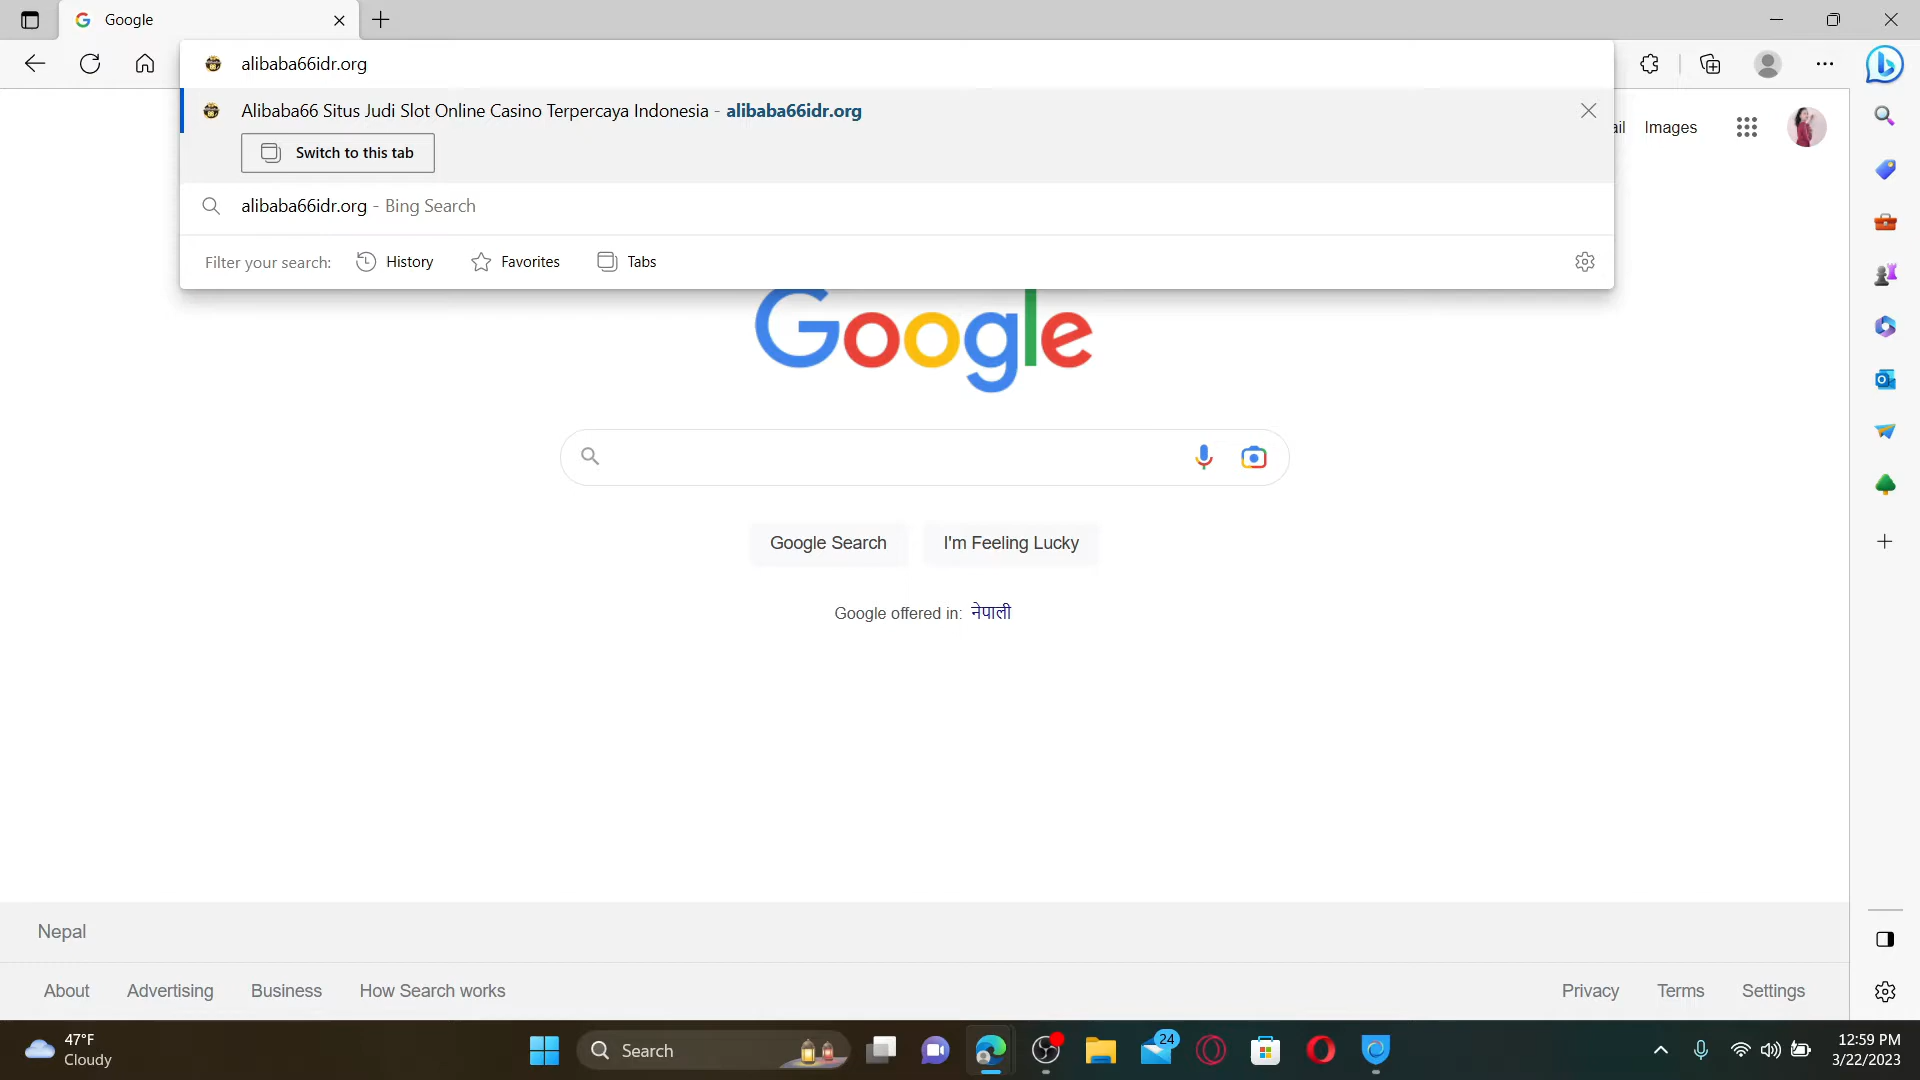 Google
alibaba66idr.org
Alibaba66 Situs Judi Slot Online Casino Terpercaya Indonesia - alibaba66idr.org
Switch to this tab
alibaba66idr.org - Bing Search
Filter your search: History Favorites Tabs
Images
Google
Google Search I'm Feeling Lucky
Google offered in: नेपाली
Nepal
About Advertising Business How Search works Privacy Terms Settings
47°F
Cloudy
Search
24
12:59 PM
3/22/2023